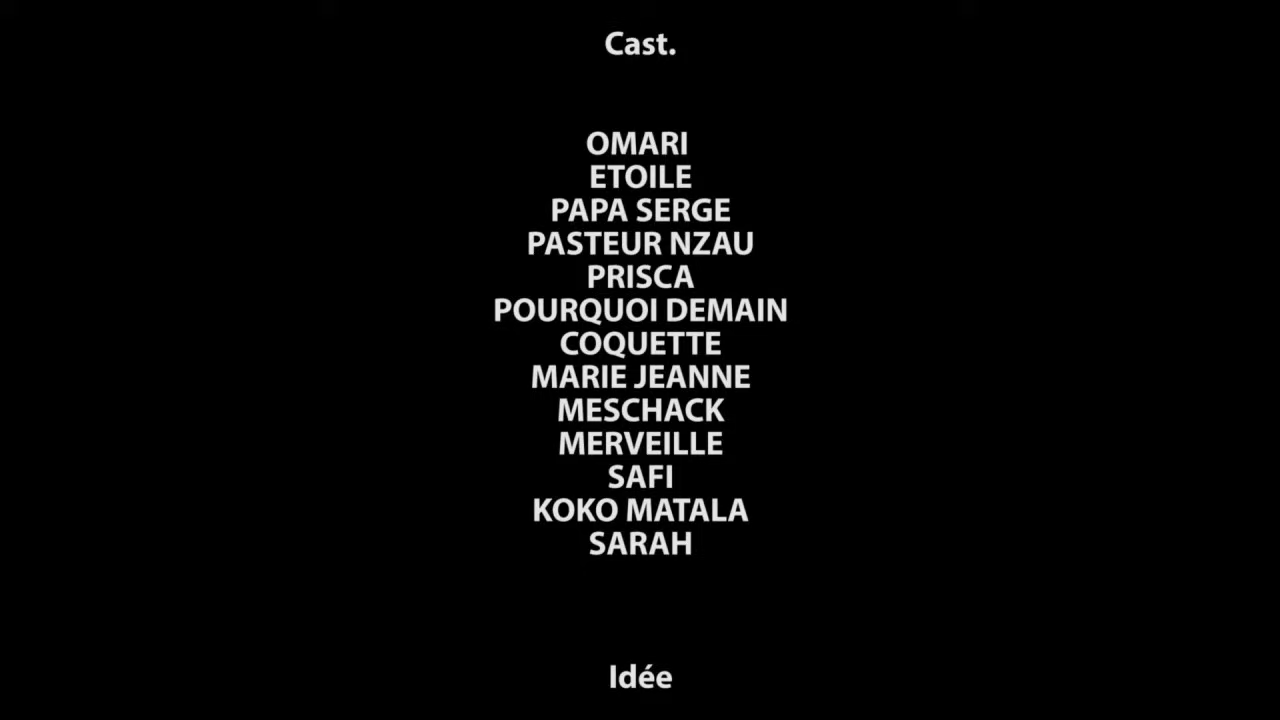 Cast.
OMARI
ETOILE
PAPA SERGE
PASTEUR NZAU
PRISCA
POURQUOI DEMAIN
COQUETTE
MARIE JEANNE
MESCHACK
MERVEILLE
SAFI
KOKO MATALA
SARAH
Idée